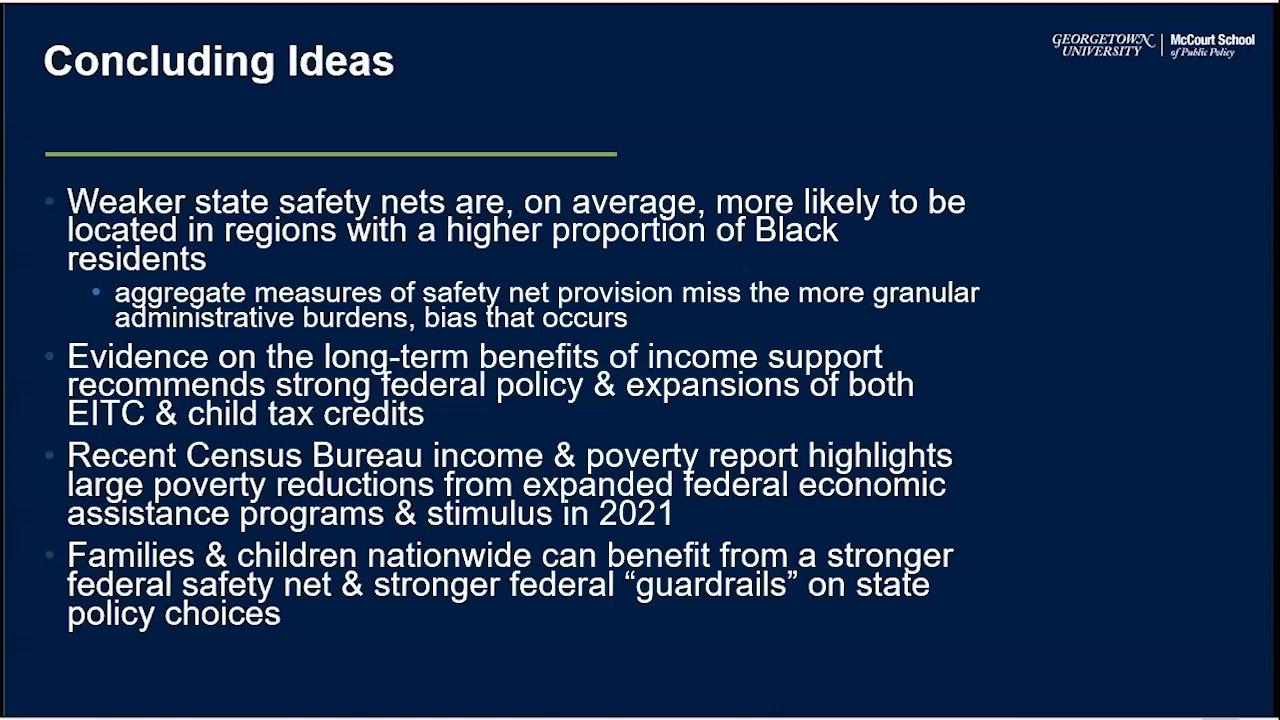 Concluding Ideas
GEORGETOWN
UNIVERSITY
McCourt School
of Public Policy
• Weaker state safety nets are, on average, more likely to be
located in regions with a higher proportion of Black
residents
• aggregate measures of safety net provision miss the more granular
administrative burdens, bias that occurs
• Evidence on the long-term benefits of income support
recommends strong federal policy & expansions of both
EITC & child tax credits
• Recent Census Bureau income & poverty report highlights
large poverty reductions from expanded federal economic
assistance programs & stimulus in 2021
• Families & children nationwide can benefit from a stronger
federal safety net & stronger federal “guardrails” on state
policy choices